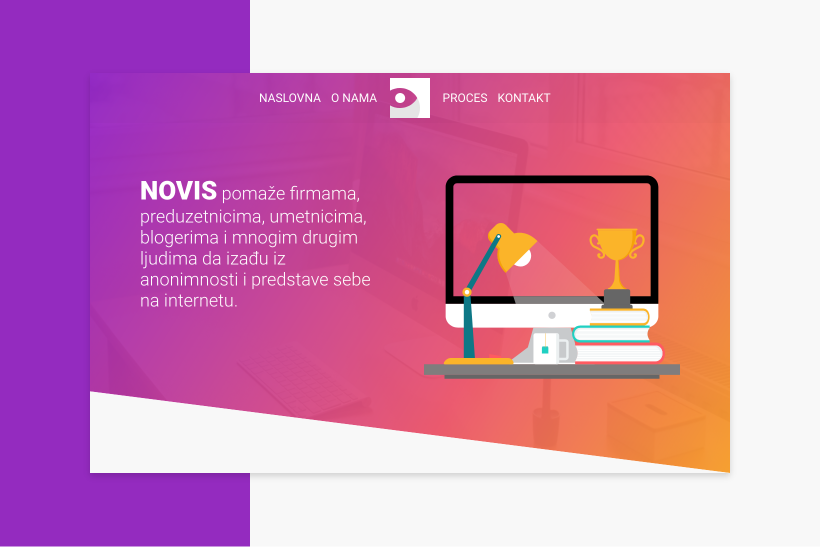 NASLOVNA O NAMA PROCES KONTAKT
NOVIS pomaže firmama,
preduzetnicima, umetnicima,
blogerima i mnogim drugim
ljudima da izađu iz
anonimnosti i predstave sebe
na internetu.